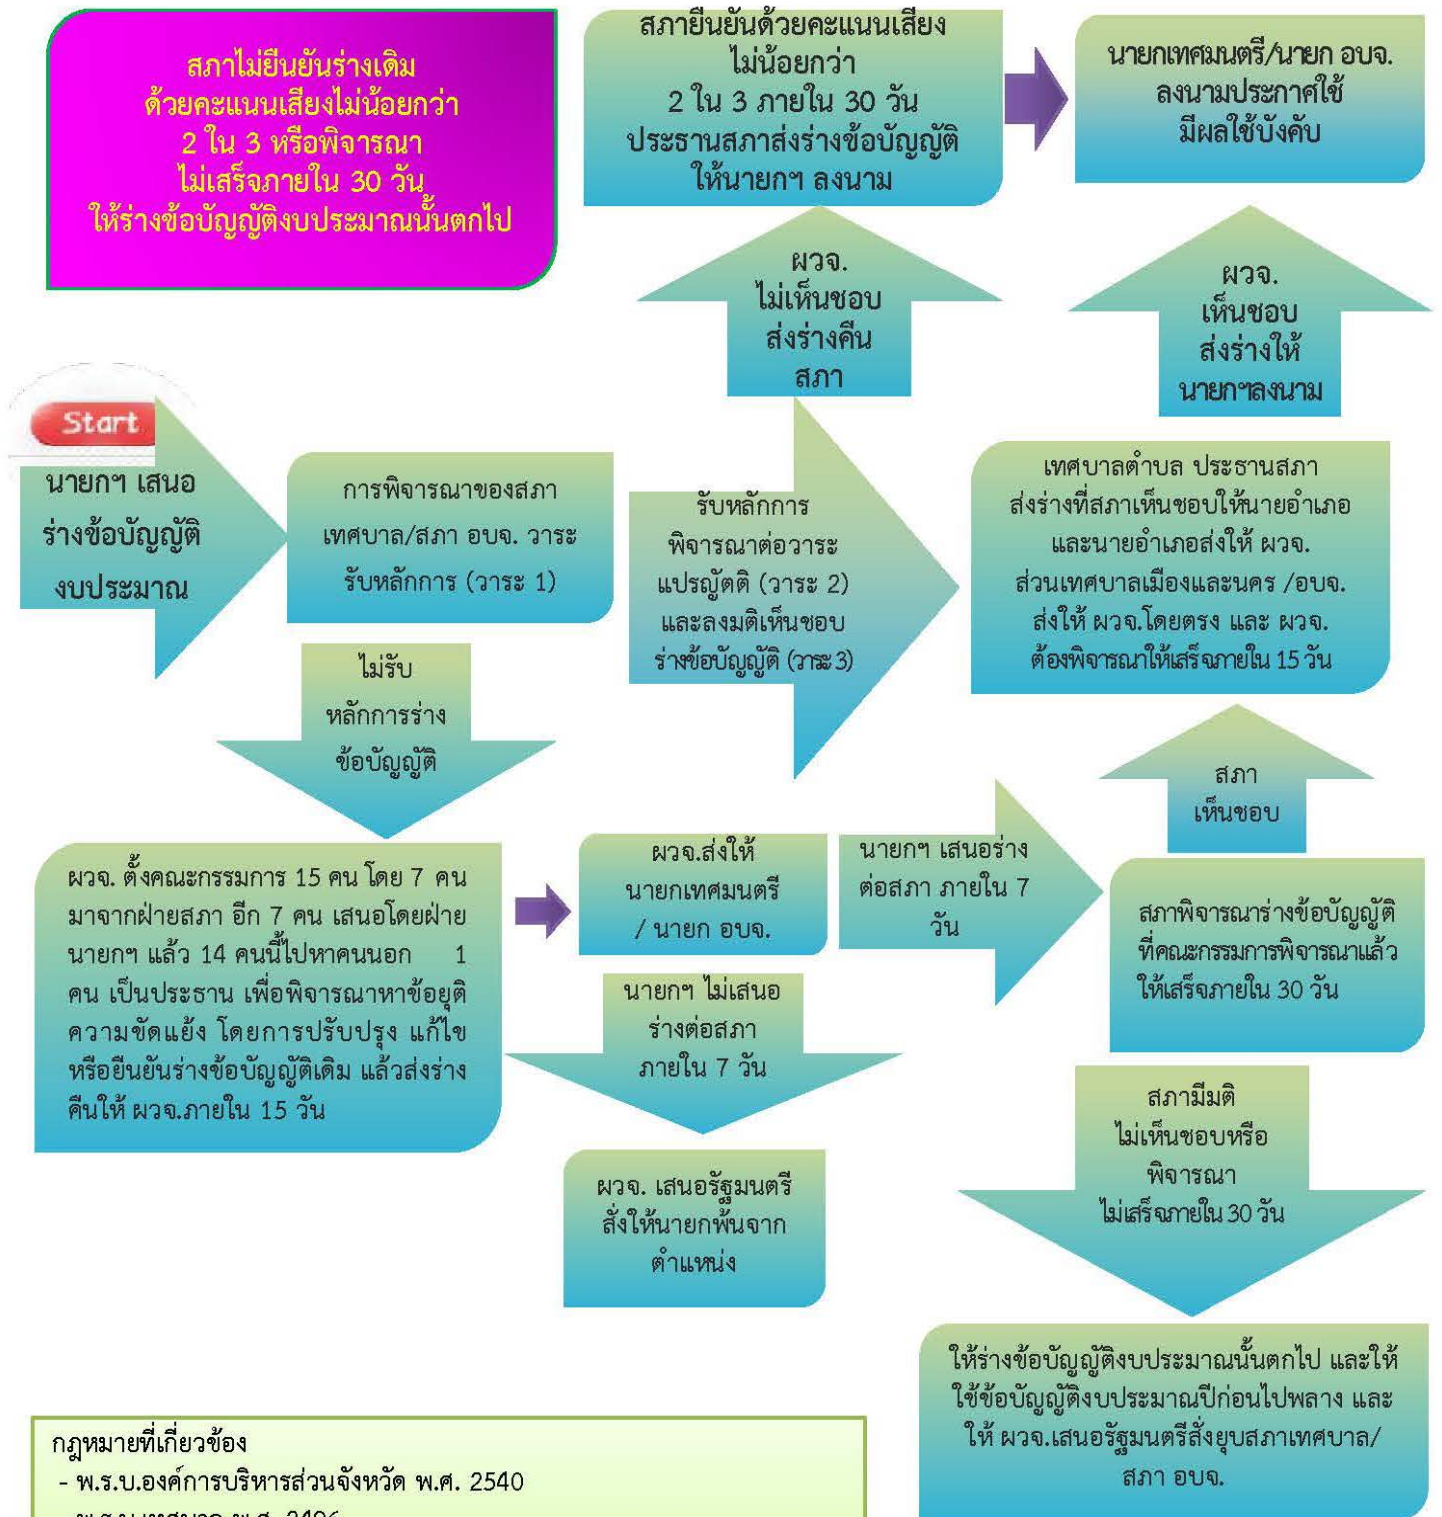 สภาไม่ยืนยันร่างเดิม
ด้วยคะแนนเสียงไม่น้อยกว่า
2 ใน 3 หรือพิจารณา
ไม่เสร็จภายใน 30 วัน
ให้ร่างข้อบัญญัติงบประมาณนั้นตกไป
สภายืนยันด้วยคะแนนเสียง
ไม่น้อยกว่า
2 ใน 3 ภายใน 30 วัน
ประธานสภาส่งร่างข้อบัญญัติ
ให้นายกฯ ลงนาม
นายกเทศมนตรี/นายก อบจ.
ลงนามประกาศใช้
มีผลใช้บังคับ
ผวจ.
ไม่เห็นชอบ
ส่งร่างคืน
สภา
ผวจ.
เห็นชอบ
ส่งร่างให้
นายกฯลงนาม
Start
นายกฯ เสนอ
ร่างข้อบัญญัติ
งบประมาณ
การพิจารณาของสภา
เทศบาล/สภา อบจ. วาระ
รับหลักการ (วาระ 1)
รับหลักการ
พิจารณาต่อวาระ
แปรญัตติ (วาระ 2)
และลงมติเห็นชอบ
ร่างข้อบัญญัติ (วาระ 3)
เทศบาลตำบล ประธานสภา
ส่งร่างที่สภาเห็นชอบให้นายอำเภอ
และนายอำเภอส่งให้ ผวจ.
ส่วนเทศบาลเมืองและนคร /อบจ.
ส่งให้ ผวจ.โดยตรง และ ผวจ.
ต้องพิจารณาให้เสร็จภายใน 15 วัน
ไม่รับ
หลักการร่าง
ข้อบัญญัติ
สภา
เห็นชอบ
ผวจ. ตั้งคณะกรรมการ 15 คน โดย 7 คน
มาจากฝ่ายสภา อีก 7 คน เสนอโดยฝ่าย
นายกฯ แล้ว 14 คนนี้ไปหาคนนอก 1
คน เป็นประธาน เพื่อพิจารณาหาข้อยุติ
ความขัดแย้ง โดยการปรับปรุง แก้ไข
หรือยืนยันร่างข้อบัญญัติเดิม แล้วส่งร่าง
คืนให้ ผวจ.ภายใน 15 วัน
ผวจ.ส่งให้
นายกเทศมนตรี
/ นายก อบจ.
นายกฯ เสนอร่าง
ต่อสภา ภายใน 7
วัน
สภาพิจารณาร่างข้อบัญญัติ
ที่คณะกรรมการพิจารณาแล้ว
ให้เสร็จภายใน 30 วัน
นายกฯ ไม่เสนอ
ร่างต่อสภา
ภายใน 7 วัน
สภามีมติ
ไม่เห็นชอบหรือ
พิจารณา
ไม่เสร็จภายใน 30 วัน
ผวจ. เสนอรัฐมนตรี
สั่งให้นายกพ้นจาก
ตำแหน่ง
ให้ร่างข้อบัญญัติงบประมาณนั้นตกไป และให้
ใช้ข้อบัญญัติงบประมาณปีก่อนไปพลาง และ
ให้ ผวจ.เสนอรัฐมนตรีสั่งยุบสภาเทศบาล/
สภา อบจ.
กฎหมายที่เกี่ยวข้อง
- พ.ร.บ.องค์การบริหารส่วนจังหวัด พ.ศ. 2540